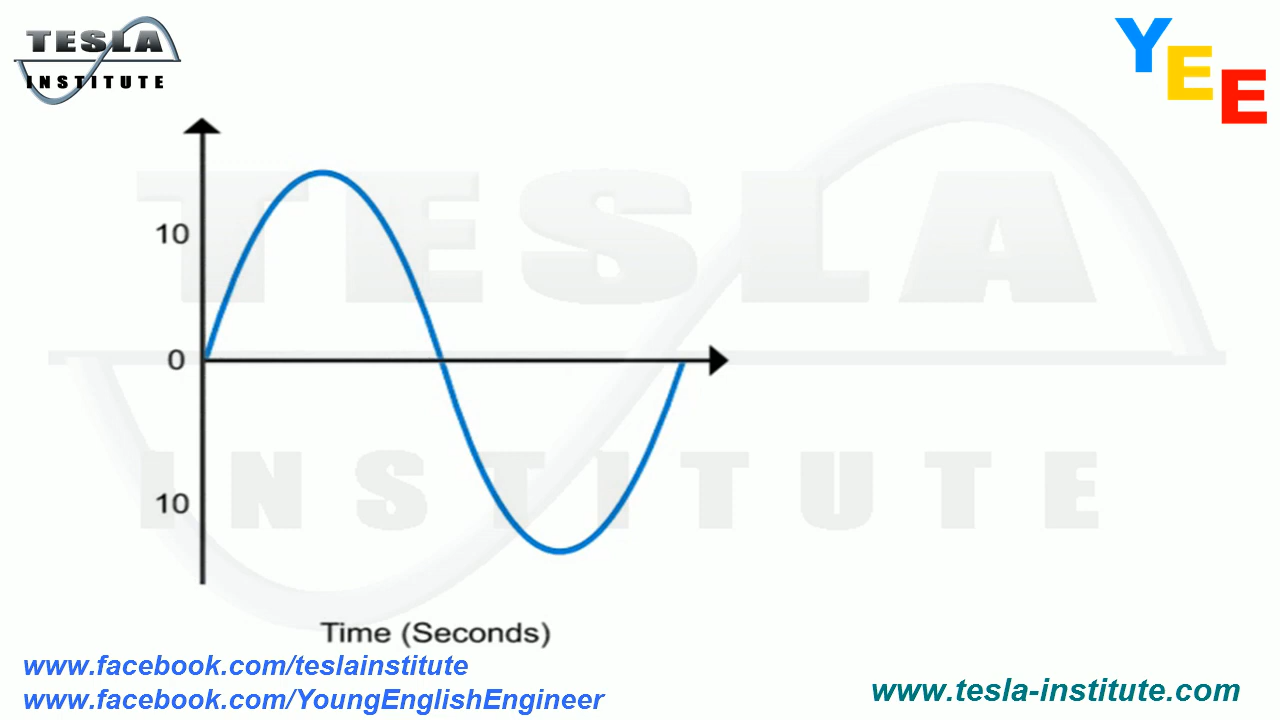 TESLA
INSTITUTE
YEE
TESLA
INSTITUTE
10
0
10
Time (Seconds)
www.facebook.com/teslainstitute
www.facebook.com/YoungEnglishEngineer
www.tesla-institute.com